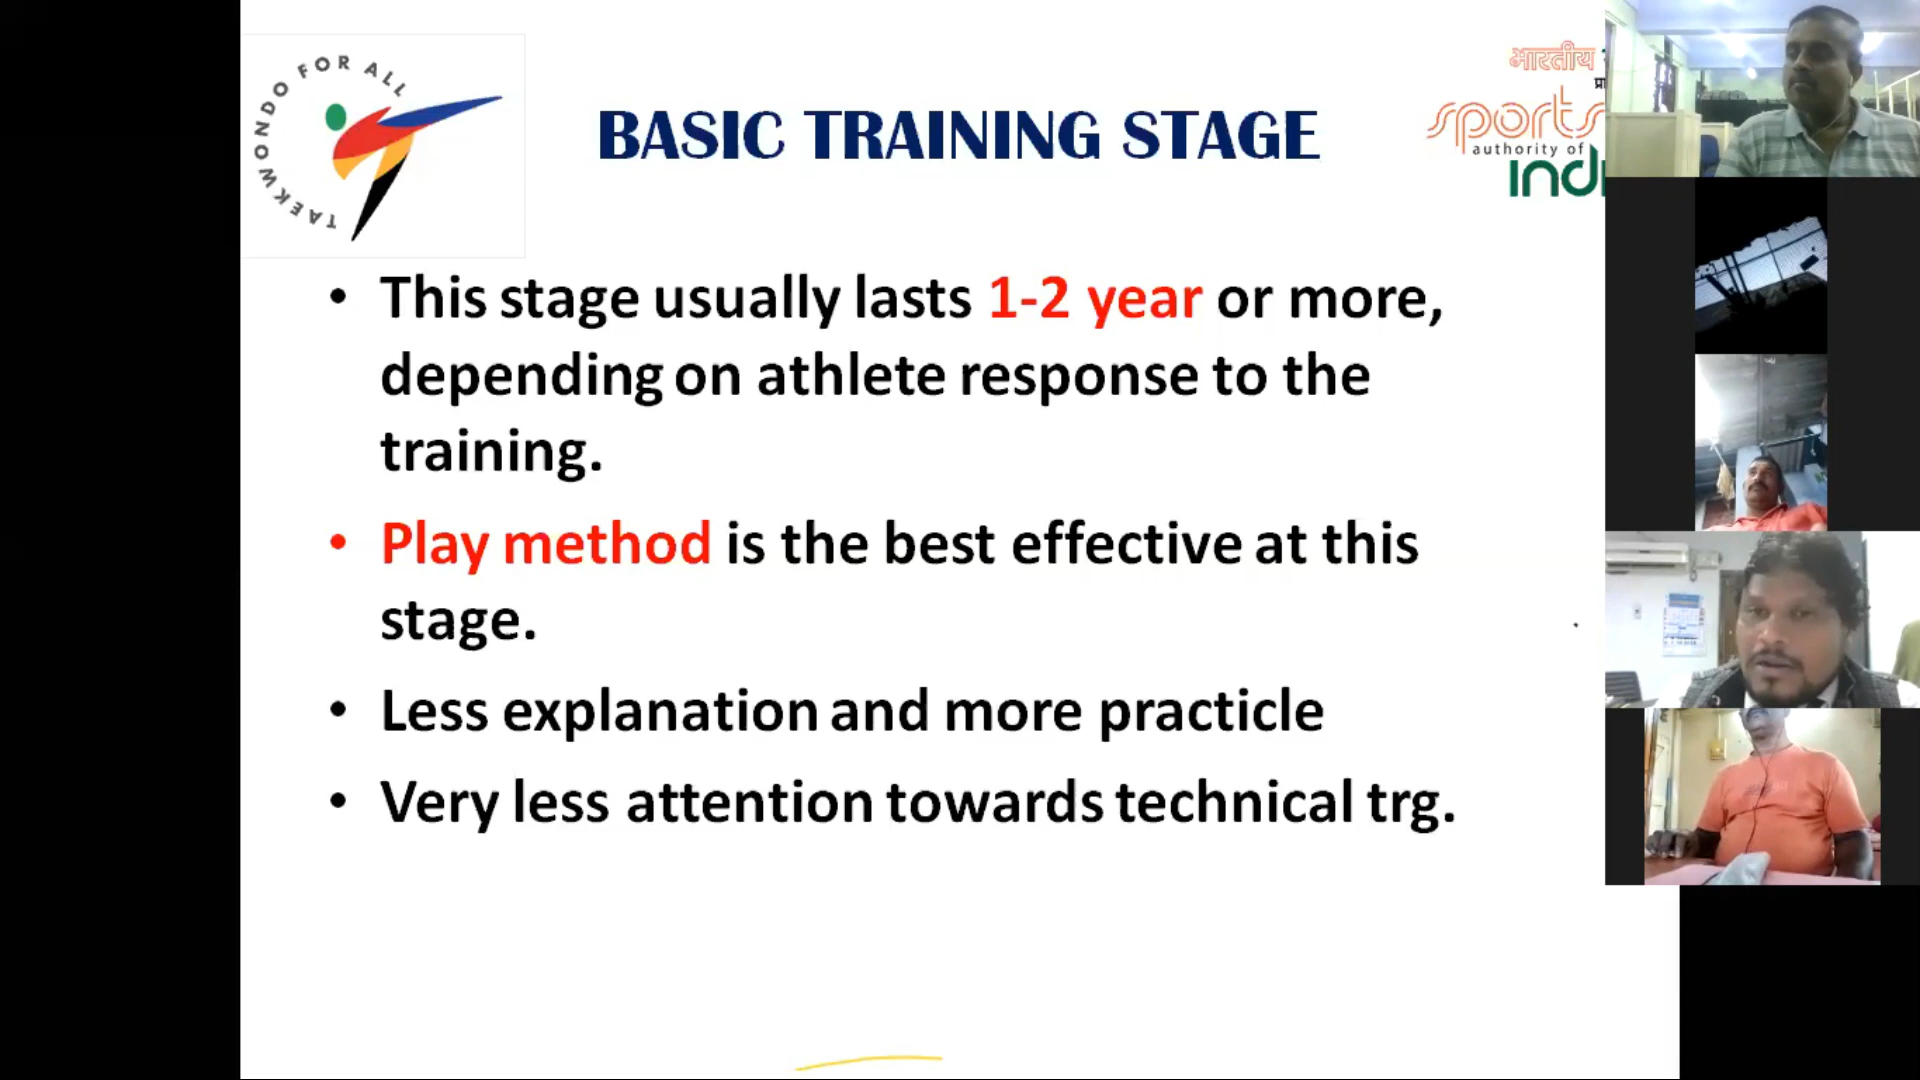 TAEKWONDO FOR ALL
BASIC TRAINING STAGE
भारतीय
sports
authority of
• This stage usually lasts 1-2 year or more,
depending on athlete response to the
training.
• Play method is the best effective at this
stage.
• Less explanation and more practicle
• Very less attention towards technical trg.